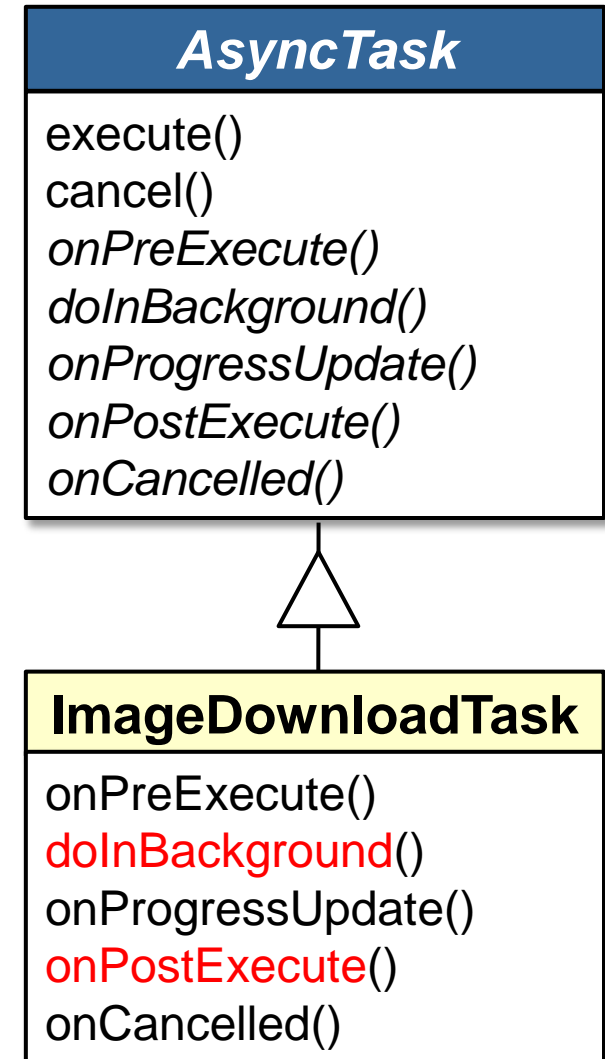 AsyncTask
execute()
cancel()
onPreExecute()
doInBackground()
onProgressUpdate()
onPostExecute()
onCancelled()
ImageDownloadTask
onPreExecute()
doInBackground()
onProgressUpdate()
onPostExecute()
onCancelled()